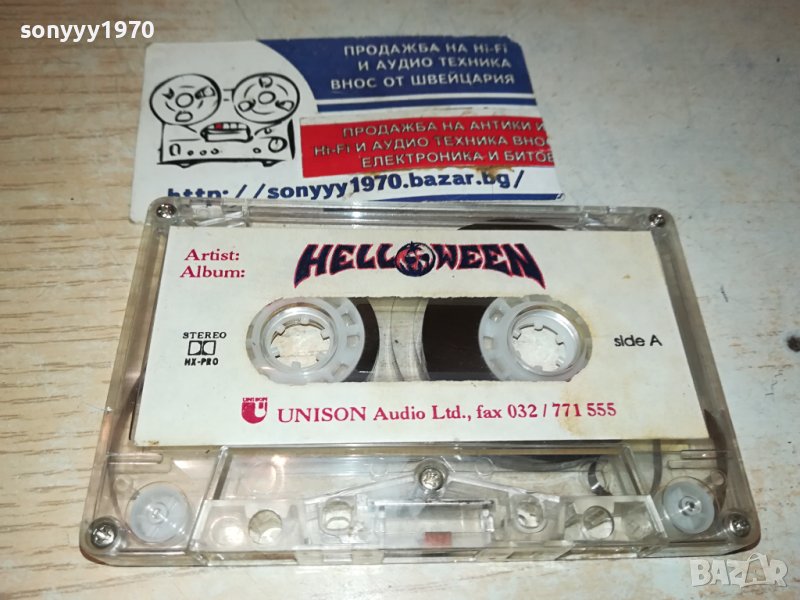 sonyyy1970
ПРОДАЖБА НА Hi-Fi
И АУДИО ТЕХНИКА
ВНОС ОТ ШВЕЙЦАРИЯ
ПРОДАЖБА НА АНТИКИ И
Hi-Fi И АУДИО ТЕХНИКА ВНОС
ЕЛЕКТРОНИКА И БИТОВ
http://sonyyy1970.bazar.bg/
Artist:
HELLOWEEN
Album:
STEREO
HX-PRO
side A
UNISON
UNISON Audio Ltd., fax 032 / 771 555
BAZAR